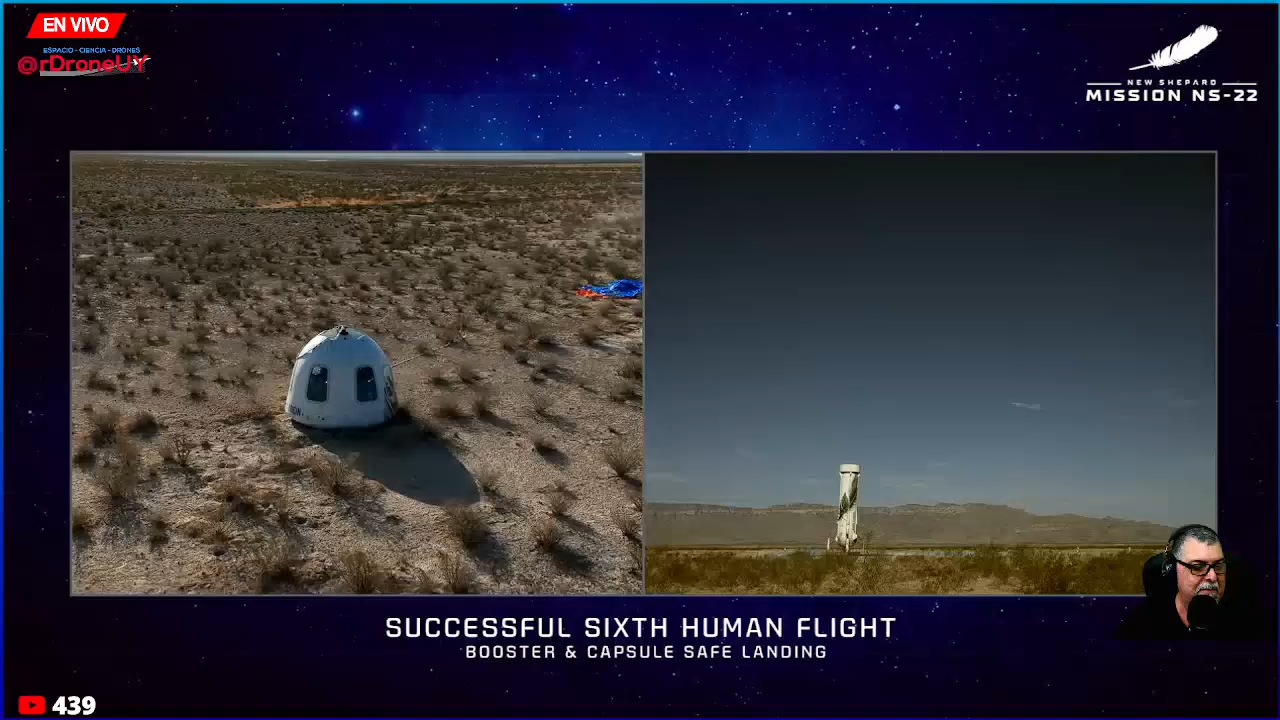 EN VIVO
ESPACIO - CIENCIA - DRONES
@rDroneUY
NEW SHEPARD
MISSION NS-22
SUCCESSFUL SIXTH HUMAN FLIGHT
BOOSTER & CAPSULE SAFE LANDING
439